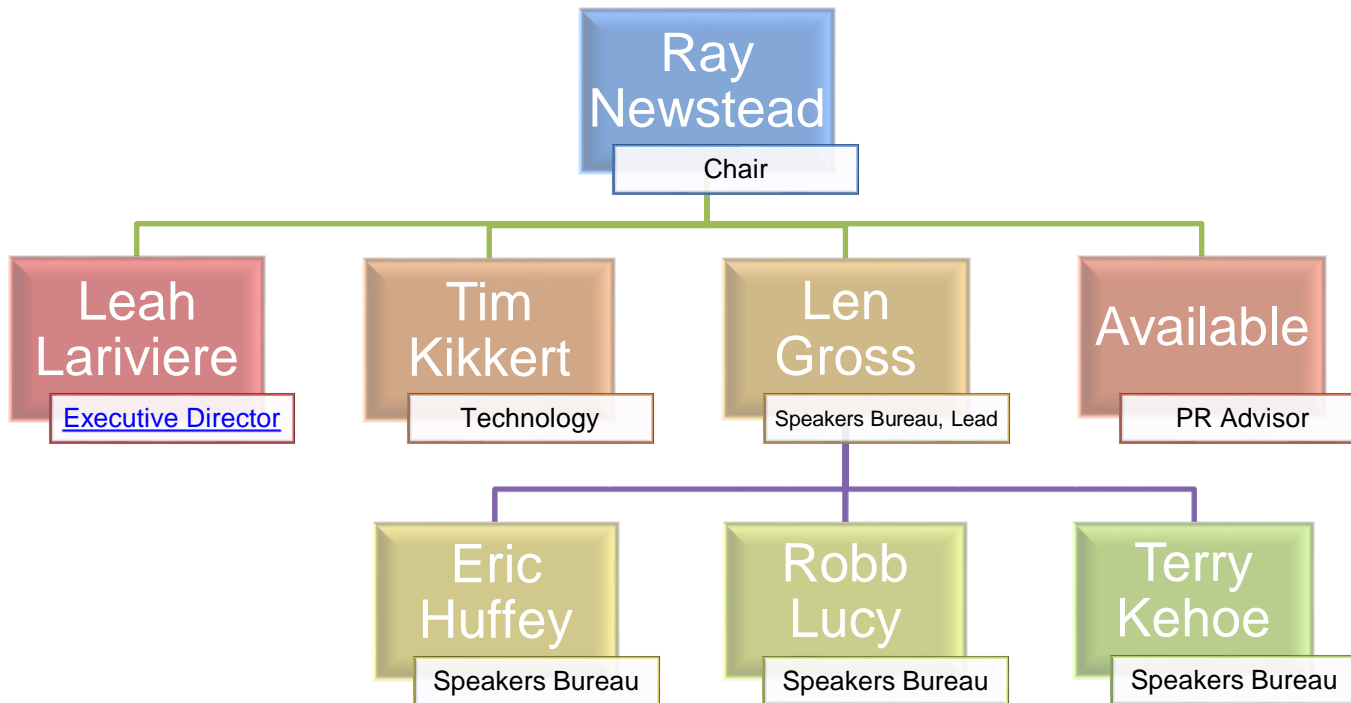 Ray
Newstead
Chair
Leah
Lariviere
Executive Director
Tim
Kikkert
Technology
Len
Gross
Speakers Bureau, Lead
Available
PR Advisor
Eric
Huffey
Speakers Bureau
Robb
Lucy
Speakers Bureau
Terry
Kehoe
Speakers Bureau